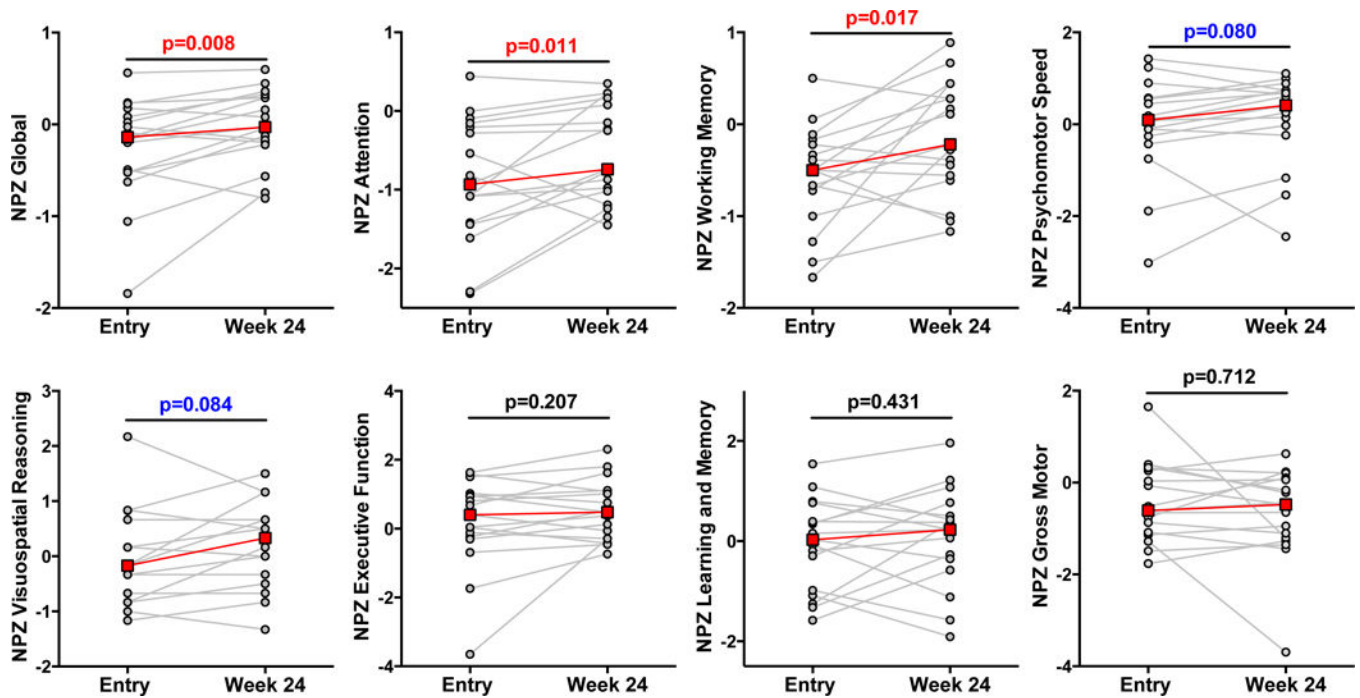 p=0.008
NPZ Global
1
0
-1
-2
Entry Week 24
p=0.011
NPZ Attention
1
0
-1
-2
Entry Week 24
p=0.017
NPZ Working Memory
1
0
-1
-2
Entry Week 24
p=0.080
NPZ Psychomotor Speed
2
0
-2
-4
Entry Week 24
p=0.084
NPZ Visuospatial Reasoning
3
2
1
0
-1
-2
Entry Week 24
p=0.207
NPZ Executive Function
4
2
0
-2
-4
Entry Week 24
p=0.431
NPZ Learning and Memory
2
0
-2
Entry Week 24
p=0.712
NPZ Gross Motor
2
0
-2
-4
Entry Week 24